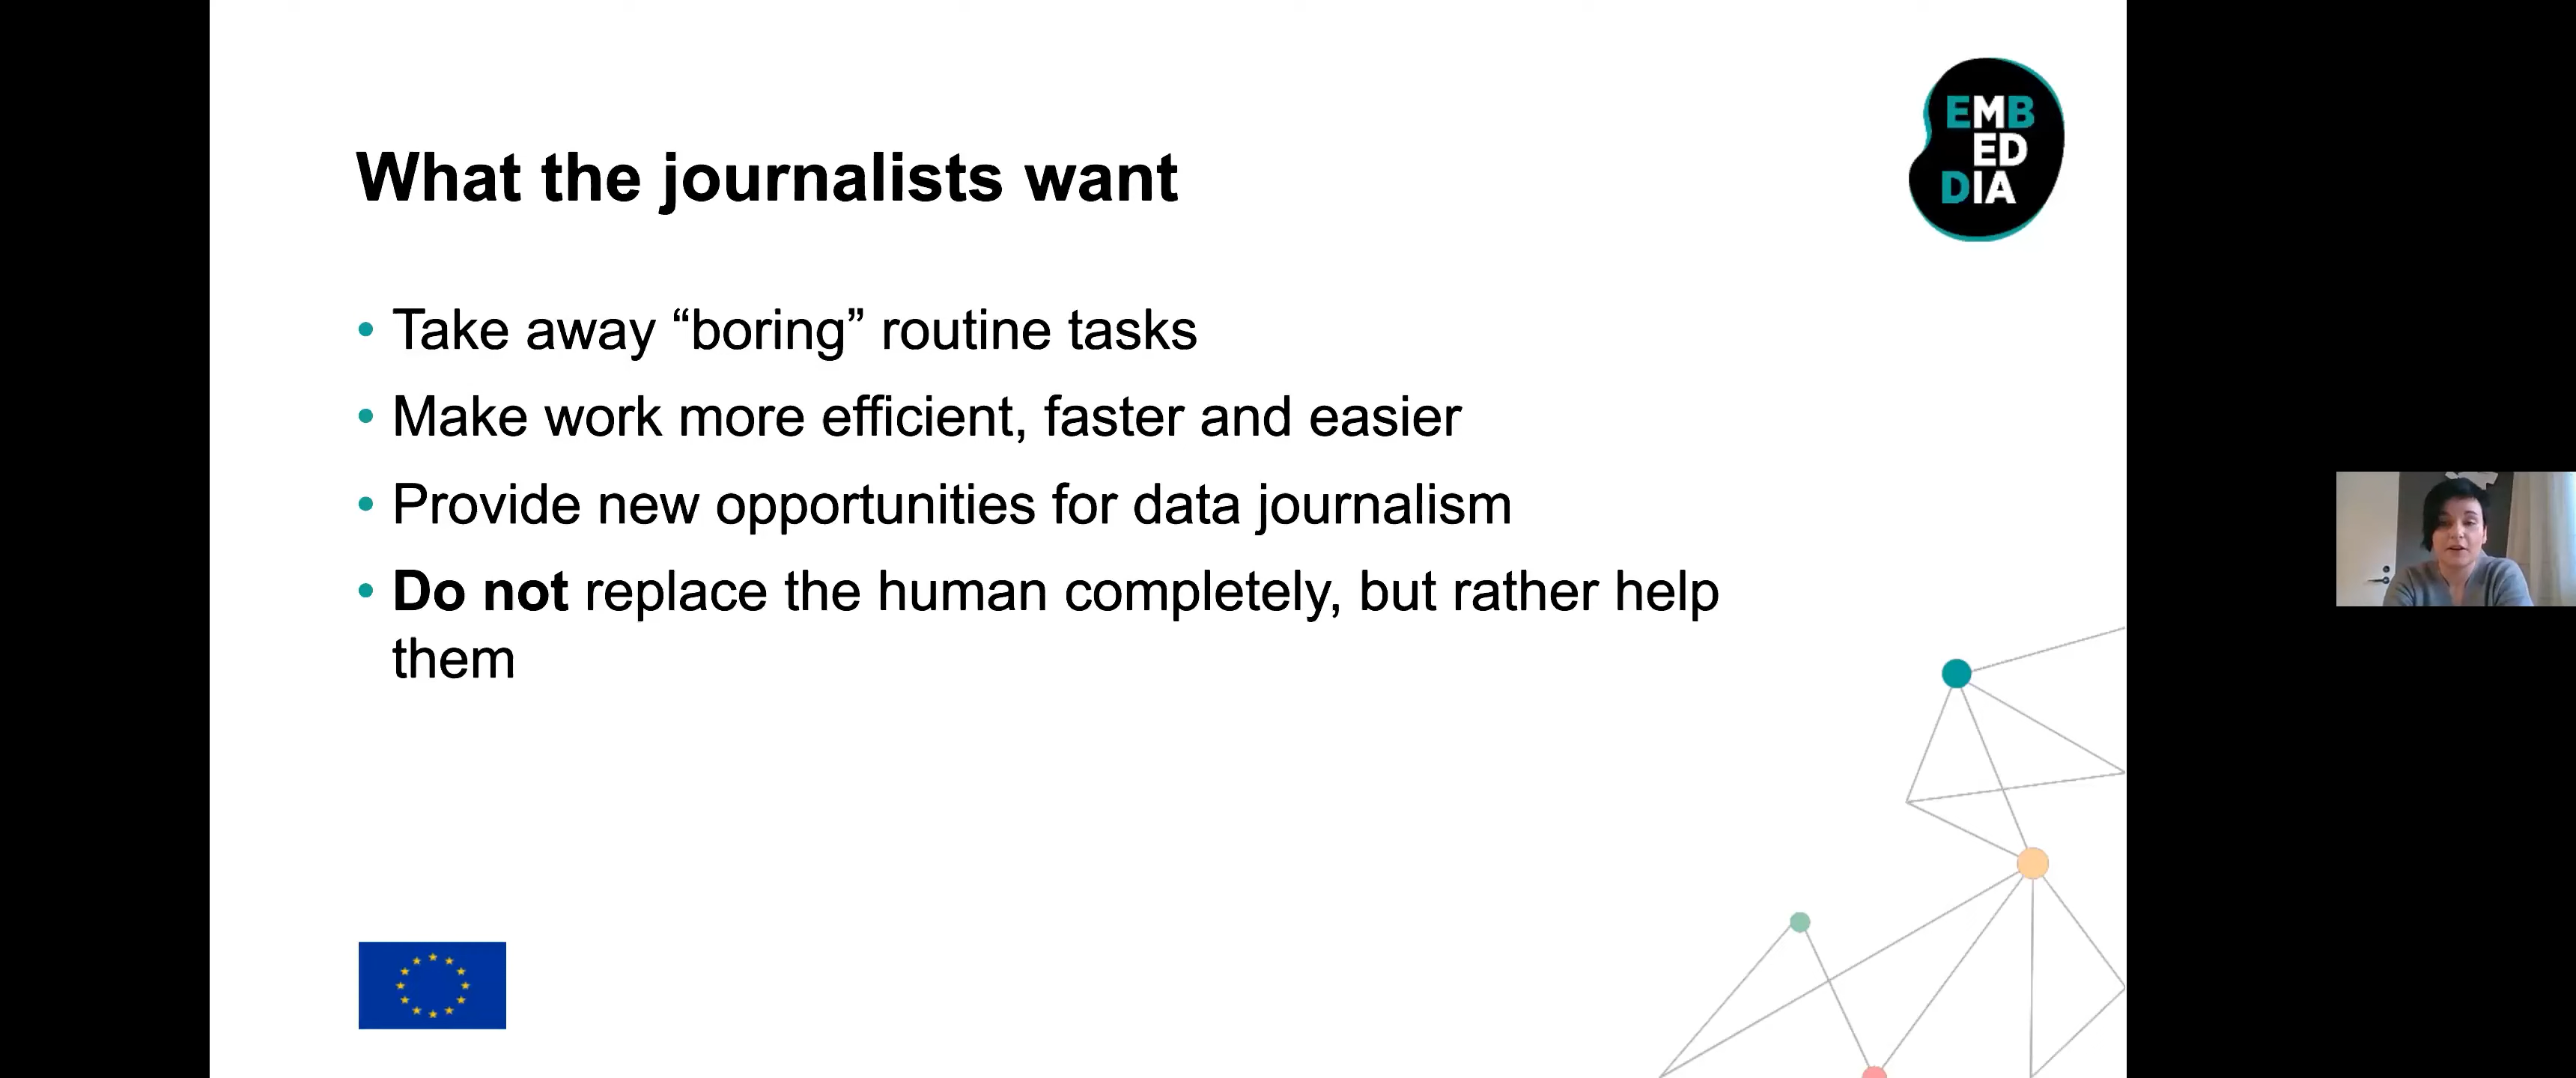 EMB
ED
DIA
What the journalists want
• Take away “boring” routine tasks
• Make work more efficient, faster and easier
• Provide new opportunities for data journalism
• Do not replace the human completely, but rather help
them